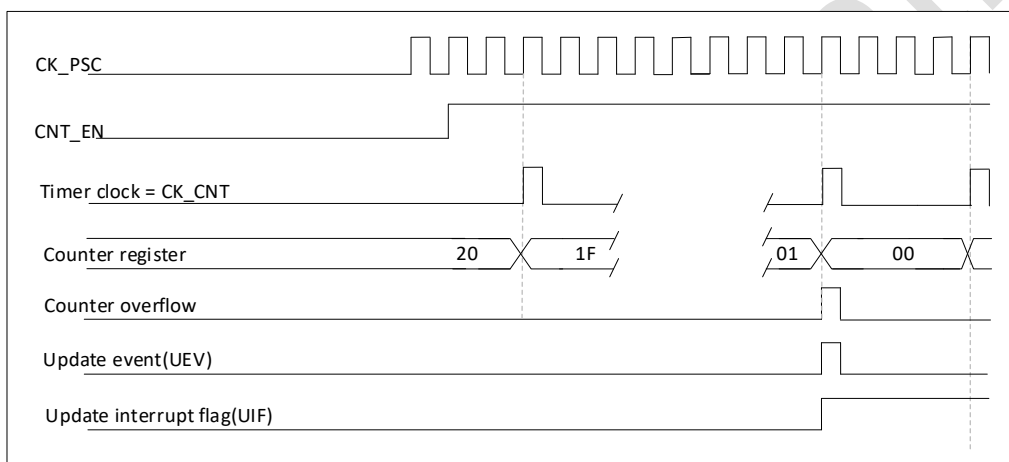 CK_PSC
CNT_EN
Timer clock = CK_CNT
Counter register 20 1F 01 00
Counter overflow
Update event(UEV)
Update interrupt flag(UIF)